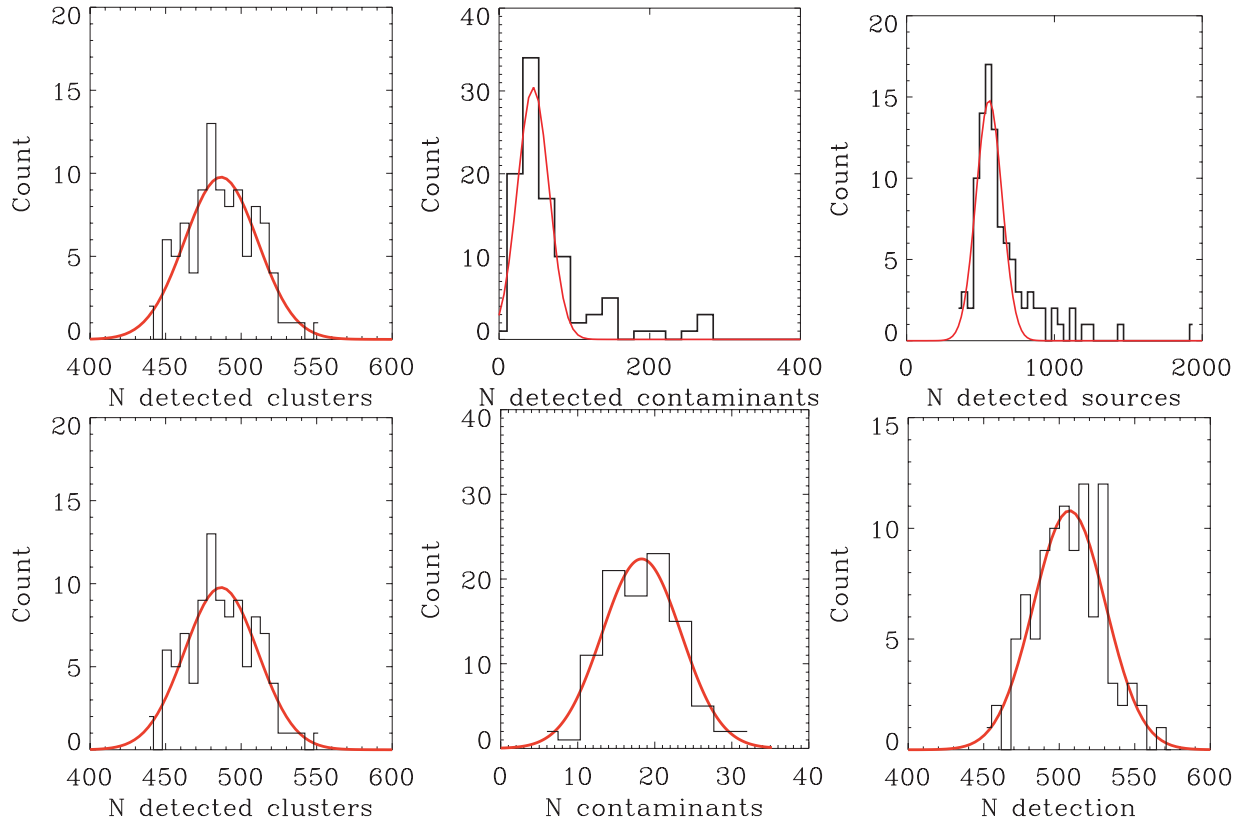 20
15
10
5
0
Count
400 450 500 550 600
N detected clusters
40
30
20
10
0
Count
0 200 400
N detected contaminants
20
15
10
5
0
Count
0 1000 2000
N detected sources
20
15
10
5
0
Count
400 450 500 550 600
N detected clusters
40
30
20
10
0
Count
0 10 20 30 40
N contaminants
15
10
5
0
Count
400 450 500 550 600
N detection